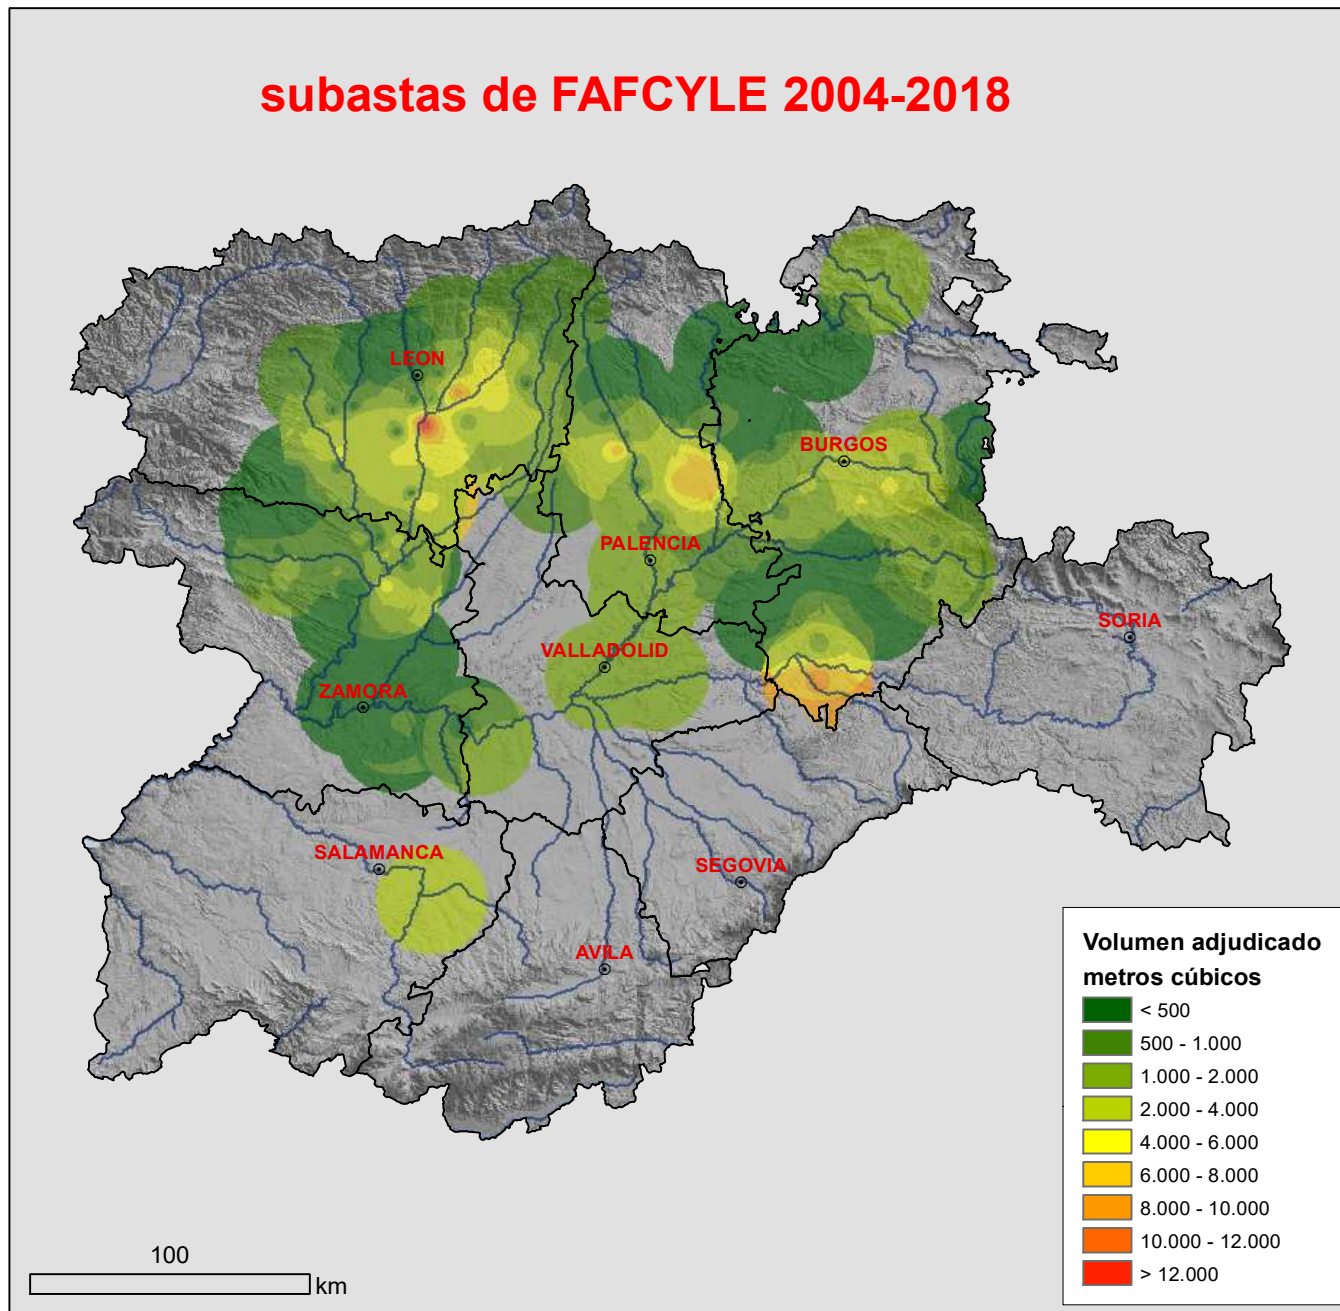 subastas de FAFCYLE 2004-2018
LEON
BURGOS
PALENCIA
SORIA
VALLADOLID
ZAMORA
SALAMANCA
SEGOVIA
AVILA
Volumen adjudicado
metros cúbicos
< 500
500 - 1.000
1.000 - 2.000
2.000 - 4.000
4.000 - 6.000
6.000 - 8.000
8.000 - 10.000
10.000 - 12.000
> 12.000
100
km